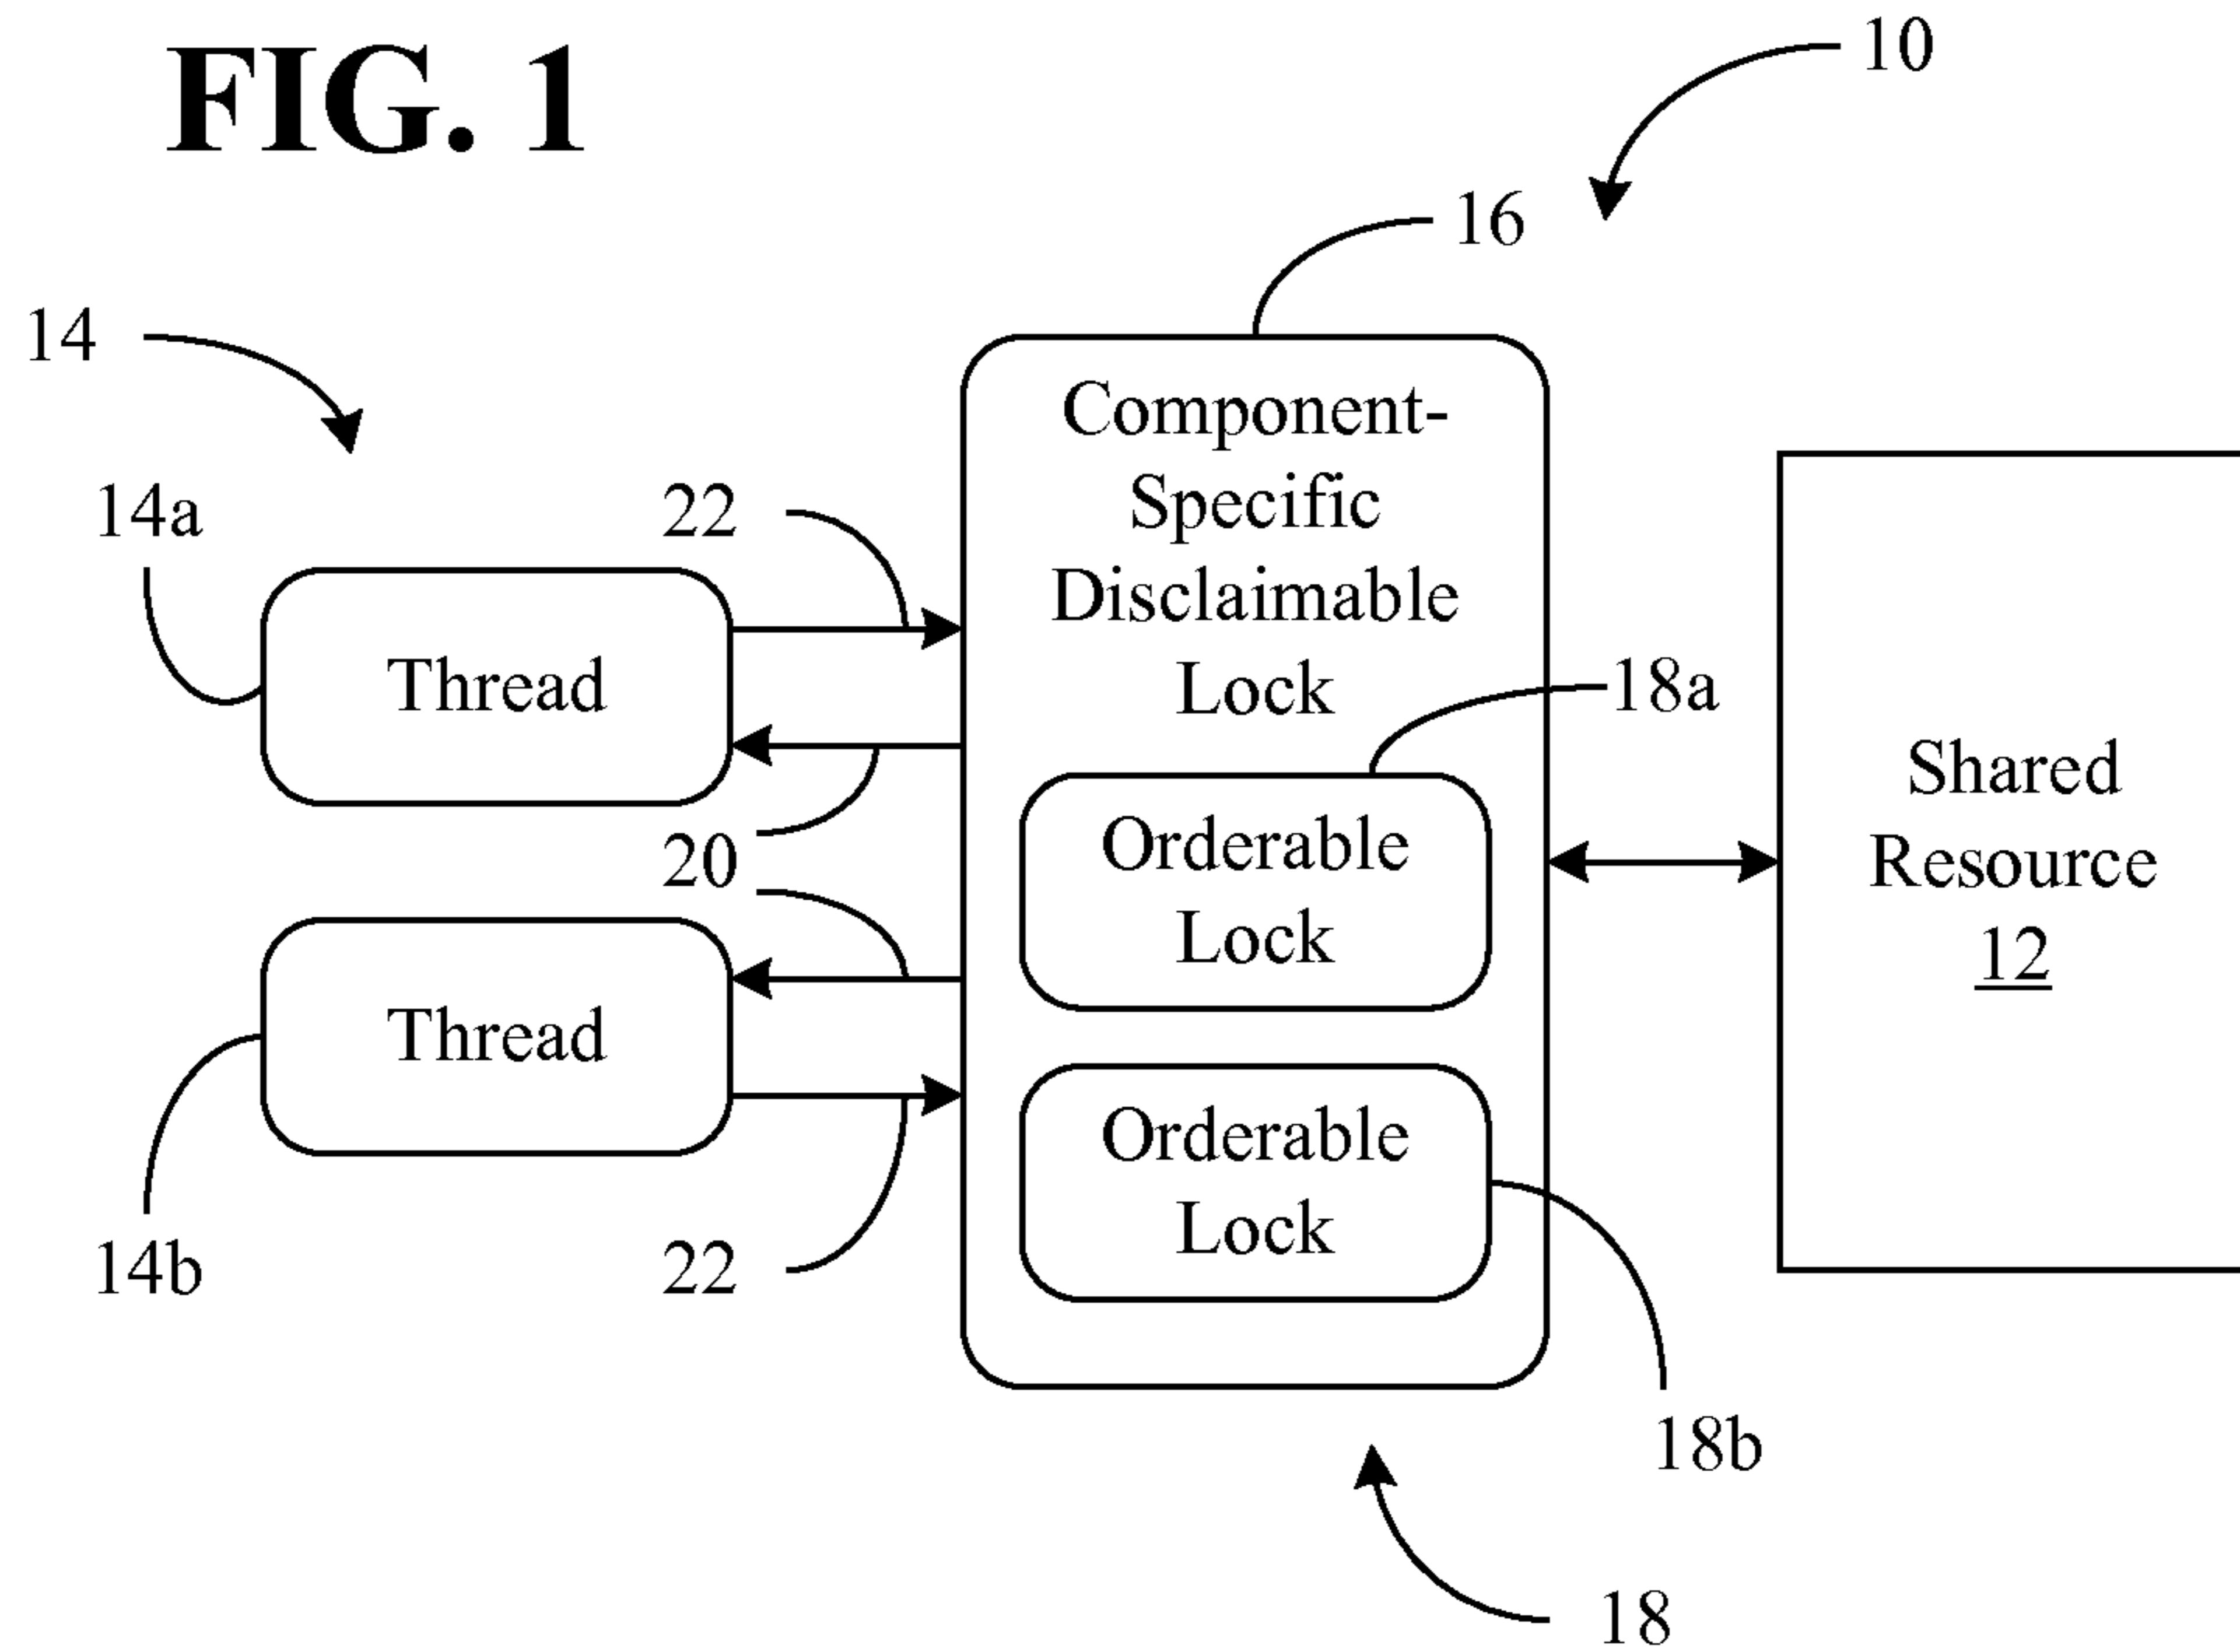 FIG. 1
10
16
14
14a
22
Component-
Specific
Disclaimable
Lock
Thread
18a
20
Orderable
Lock
Shared
Resource
12
Thread
Orderable
Lock
14b
22
18b
18